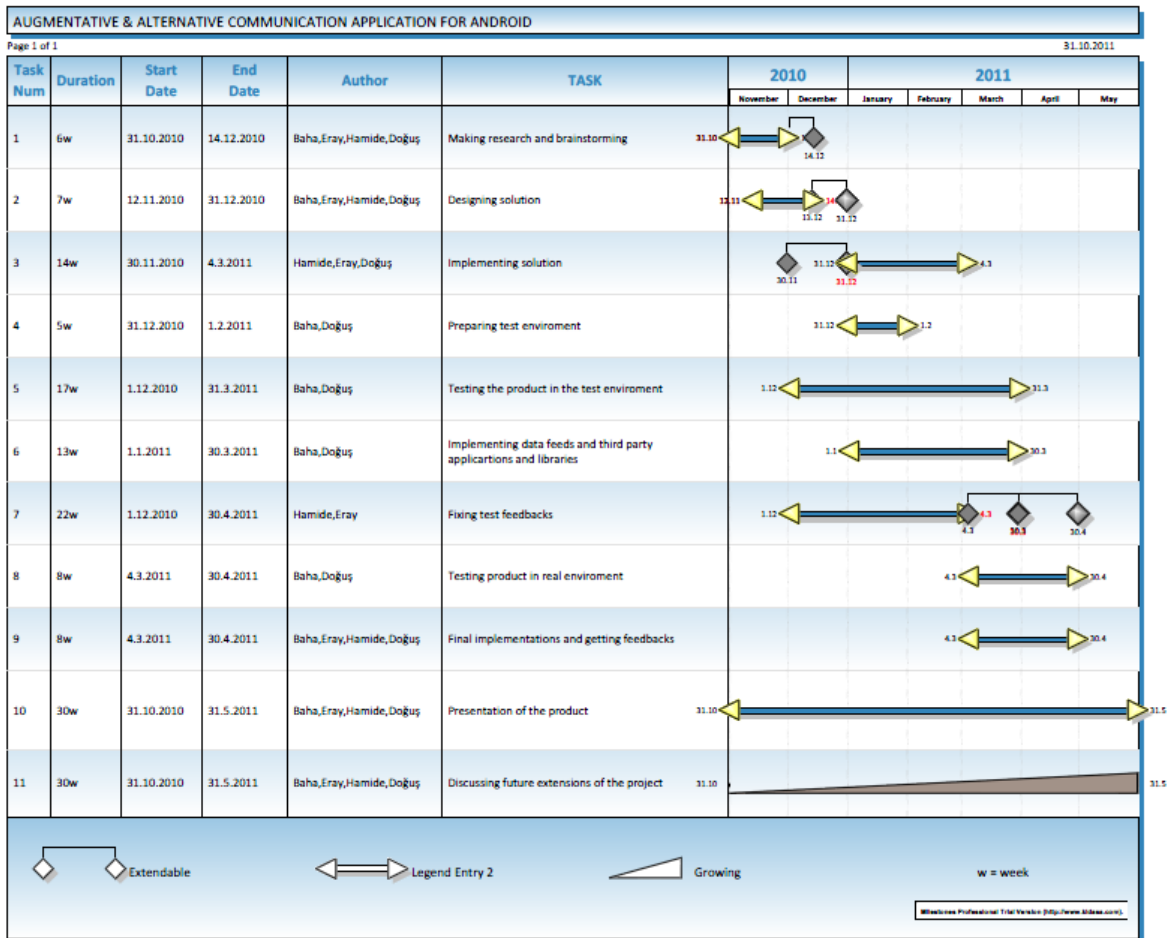 AUGMENTATIVE & ALTERNATIVE COMMUNICATION APPLICATION FOR ANDROID
Page 1 of 1 31.10.2011
Task Num Duration Start Date End Date Author TASK 2010 2011
November December January February March April May
1 6w 31.10.2010 14.12.2010 Baha,Eray,Hamide,Doğuş Making research and brainstorming 31.10
14.12
2 7w 12.11.2010 31.12.2010 Baha,Eray,Hamide,Doğuş Designing solution 12.11 14
13.12 31.12
3 14w 30.11.2010 4.3.2011 Hamide,Eray,Doğuş Implementing solution 31.12 4.3
30.11 31.12
4 5w 31.12.2010 1.2.2011 Baha,Doğuş Preparing test enviroment 31.12 1.2
5 17w 1.12.2010 31.3.2011 Baha,Doğuş Testing the product in the test enviroment 1.12 31.3
6 13w 1.1.2011 30.3.2011 Baha,Doğuş Implementing data feeds and third party 1.1 30.3
applicartions and libraries
7 22w 1.12.2010 30.4.2011 Hamide,Eray Fixing test feedbacks 1.12 4.3
4.3 30.3 30.4
8 8w 4.3.2011 30.4.2011 Baha,Doğuş Testing product in real enviroment 4.3 30.4
9 8w 4.3.2011 30.4.2011 Baha,Eray,Hamide,Doğuş Final implementations and getting feedbacks 4.3 30.4
10 30w 31.10.2010 31.5.2011 Baha,Eray,Hamide,Doğuş Presentation of the product 31.10 31.5
11 30w 31.10.2010 31.5.2011 Baha,Eray,Hamide,Doğuş Discussing future extensions of the project 31.10 31.5
Extendable Legend Entry 2 Growing w = week
Milestones Professional Trial Version (http://www.kidasa.com).